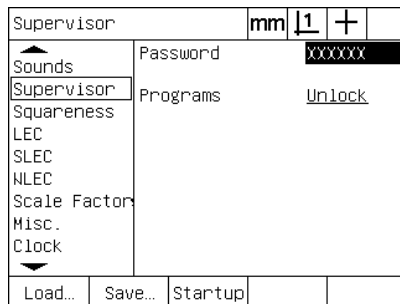 Supervisor mm 1
Sounds
Supervisor
Squareness
LEC
SLEC
NLEC
Scale Factor
Misc.
Clock
Password XXXXXX
Programs Unlock
Load... Save... Startup